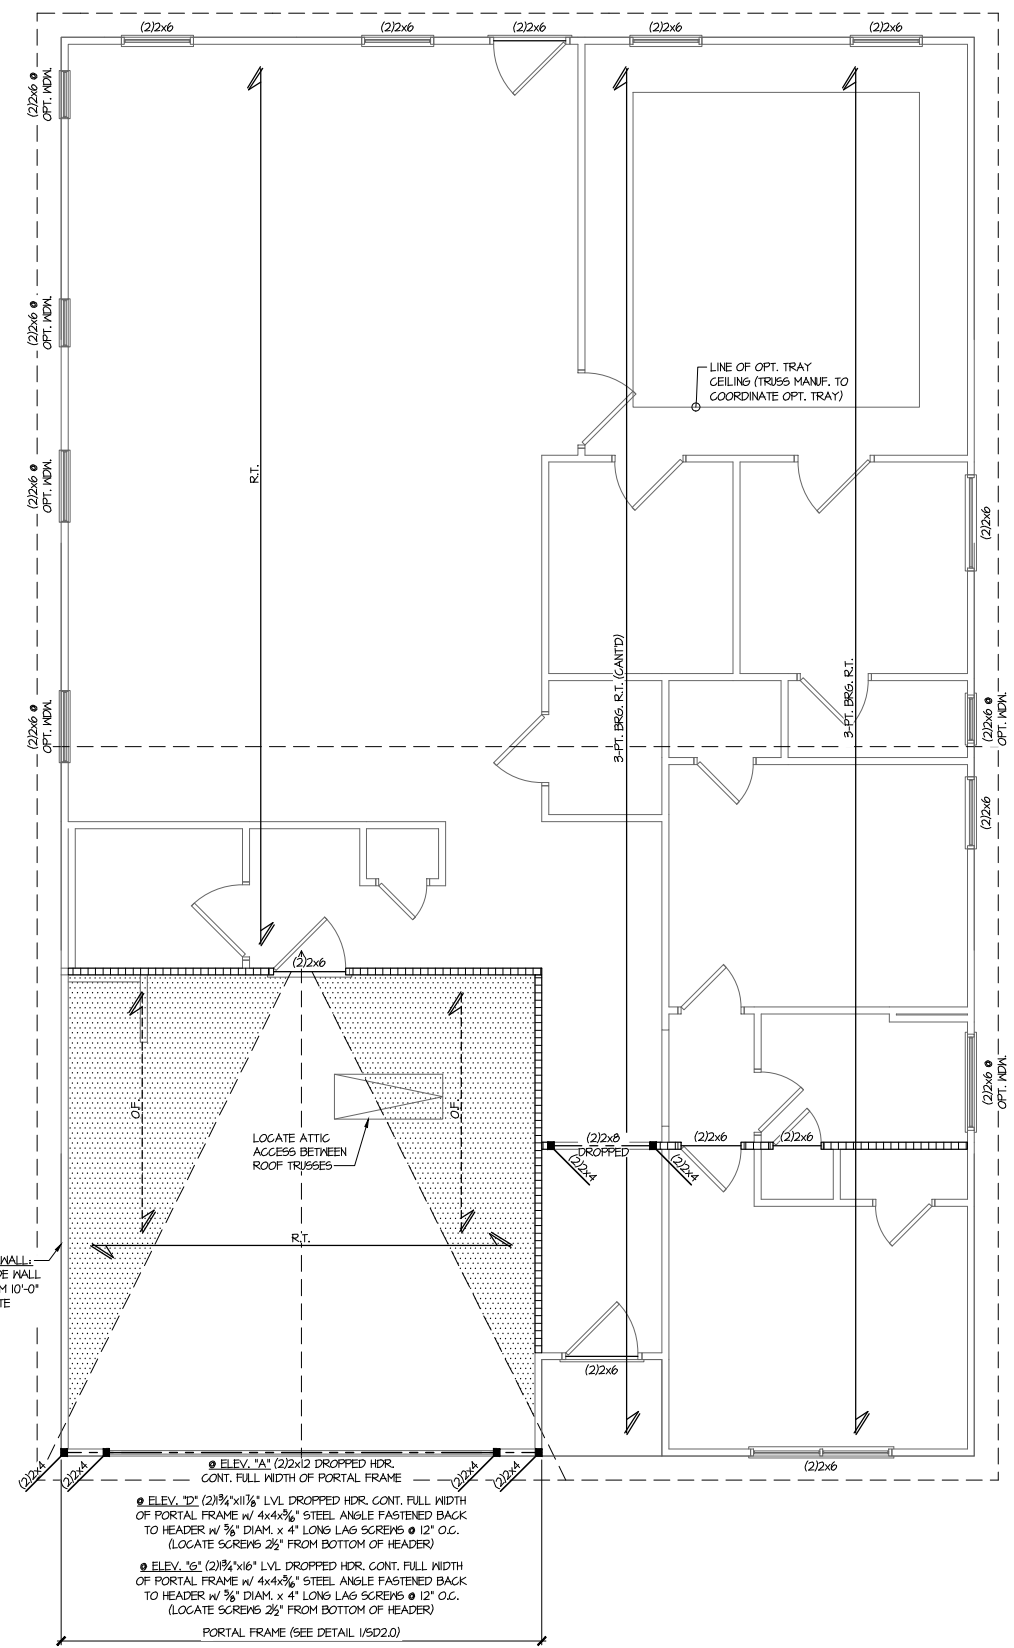 (2)2x6
(2)2x6
(2)2x6
(2)2x6
(2)2x6
(2)2x6 @
OPT. WDW.
(2)2x6 @
OPT. WDW.
(2)2x6 @
OPT. WDW.
(2)2x6 @
OPT. WDW.
R.T.
LINE OF OPT. TRAY
CEILING (TRUSS MANUF. TO
COORDINATE OPT. TRAY)
(2)2x6
3-PT. BRG. R.T. (CANT'D)
3-PT. BRG. R.T.
(2)2x6 @
OPT. WDW.
(2)2x6
(2)2x6
(2)2x6 @
OPT. WDW.
O.F.
O.F.
LOCATE ATTIC
ACCESS BETWEEN
ROOF TRUSSES
(2)2x8
DROPPED
(2)2x6
(2)2x6
(2)2x4
(2)2x4
R.T.
WALL:
DE WALL
M 10'-0"
TE
(2)2x6
(2)2x6
(2)2x4
(2)2x4
(2)2x4
(2)2x4
@ ELEV. "A" (2)2x12 DROPPED HDR.
CONT. FULL WIDTH OF PORTAL FRAME
@ ELEV. "D" (2)1¾"x11⅞" LVL DROPPED HDR. CONT. FULL WIDTH
OF PORTAL FRAME W/ 4x4x5/16" STEEL ANGLE FASTENED BACK
TO HEADER W/ ⅝" DIAM. x 4" LONG LAG SCREWS @ 12" O.C.
(LOCATE SCREWS 2½" FROM BOTTOM OF HEADER)
@ ELEV. "G" (2)1¾"x16" LVL DROPPED HDR. CONT. FULL WIDTH
OF PORTAL FRAME W/ 4x4x5/16" STEEL ANGLE FASTENED BACK
TO HEADER W/ ⅝" DIAM. x 4" LONG LAG SCREWS @ 12" O.C.
(LOCATE SCREWS 2½" FROM BOTTOM OF HEADER)
PORTAL FRAME (SEE DETAIL 1/SD2.0)